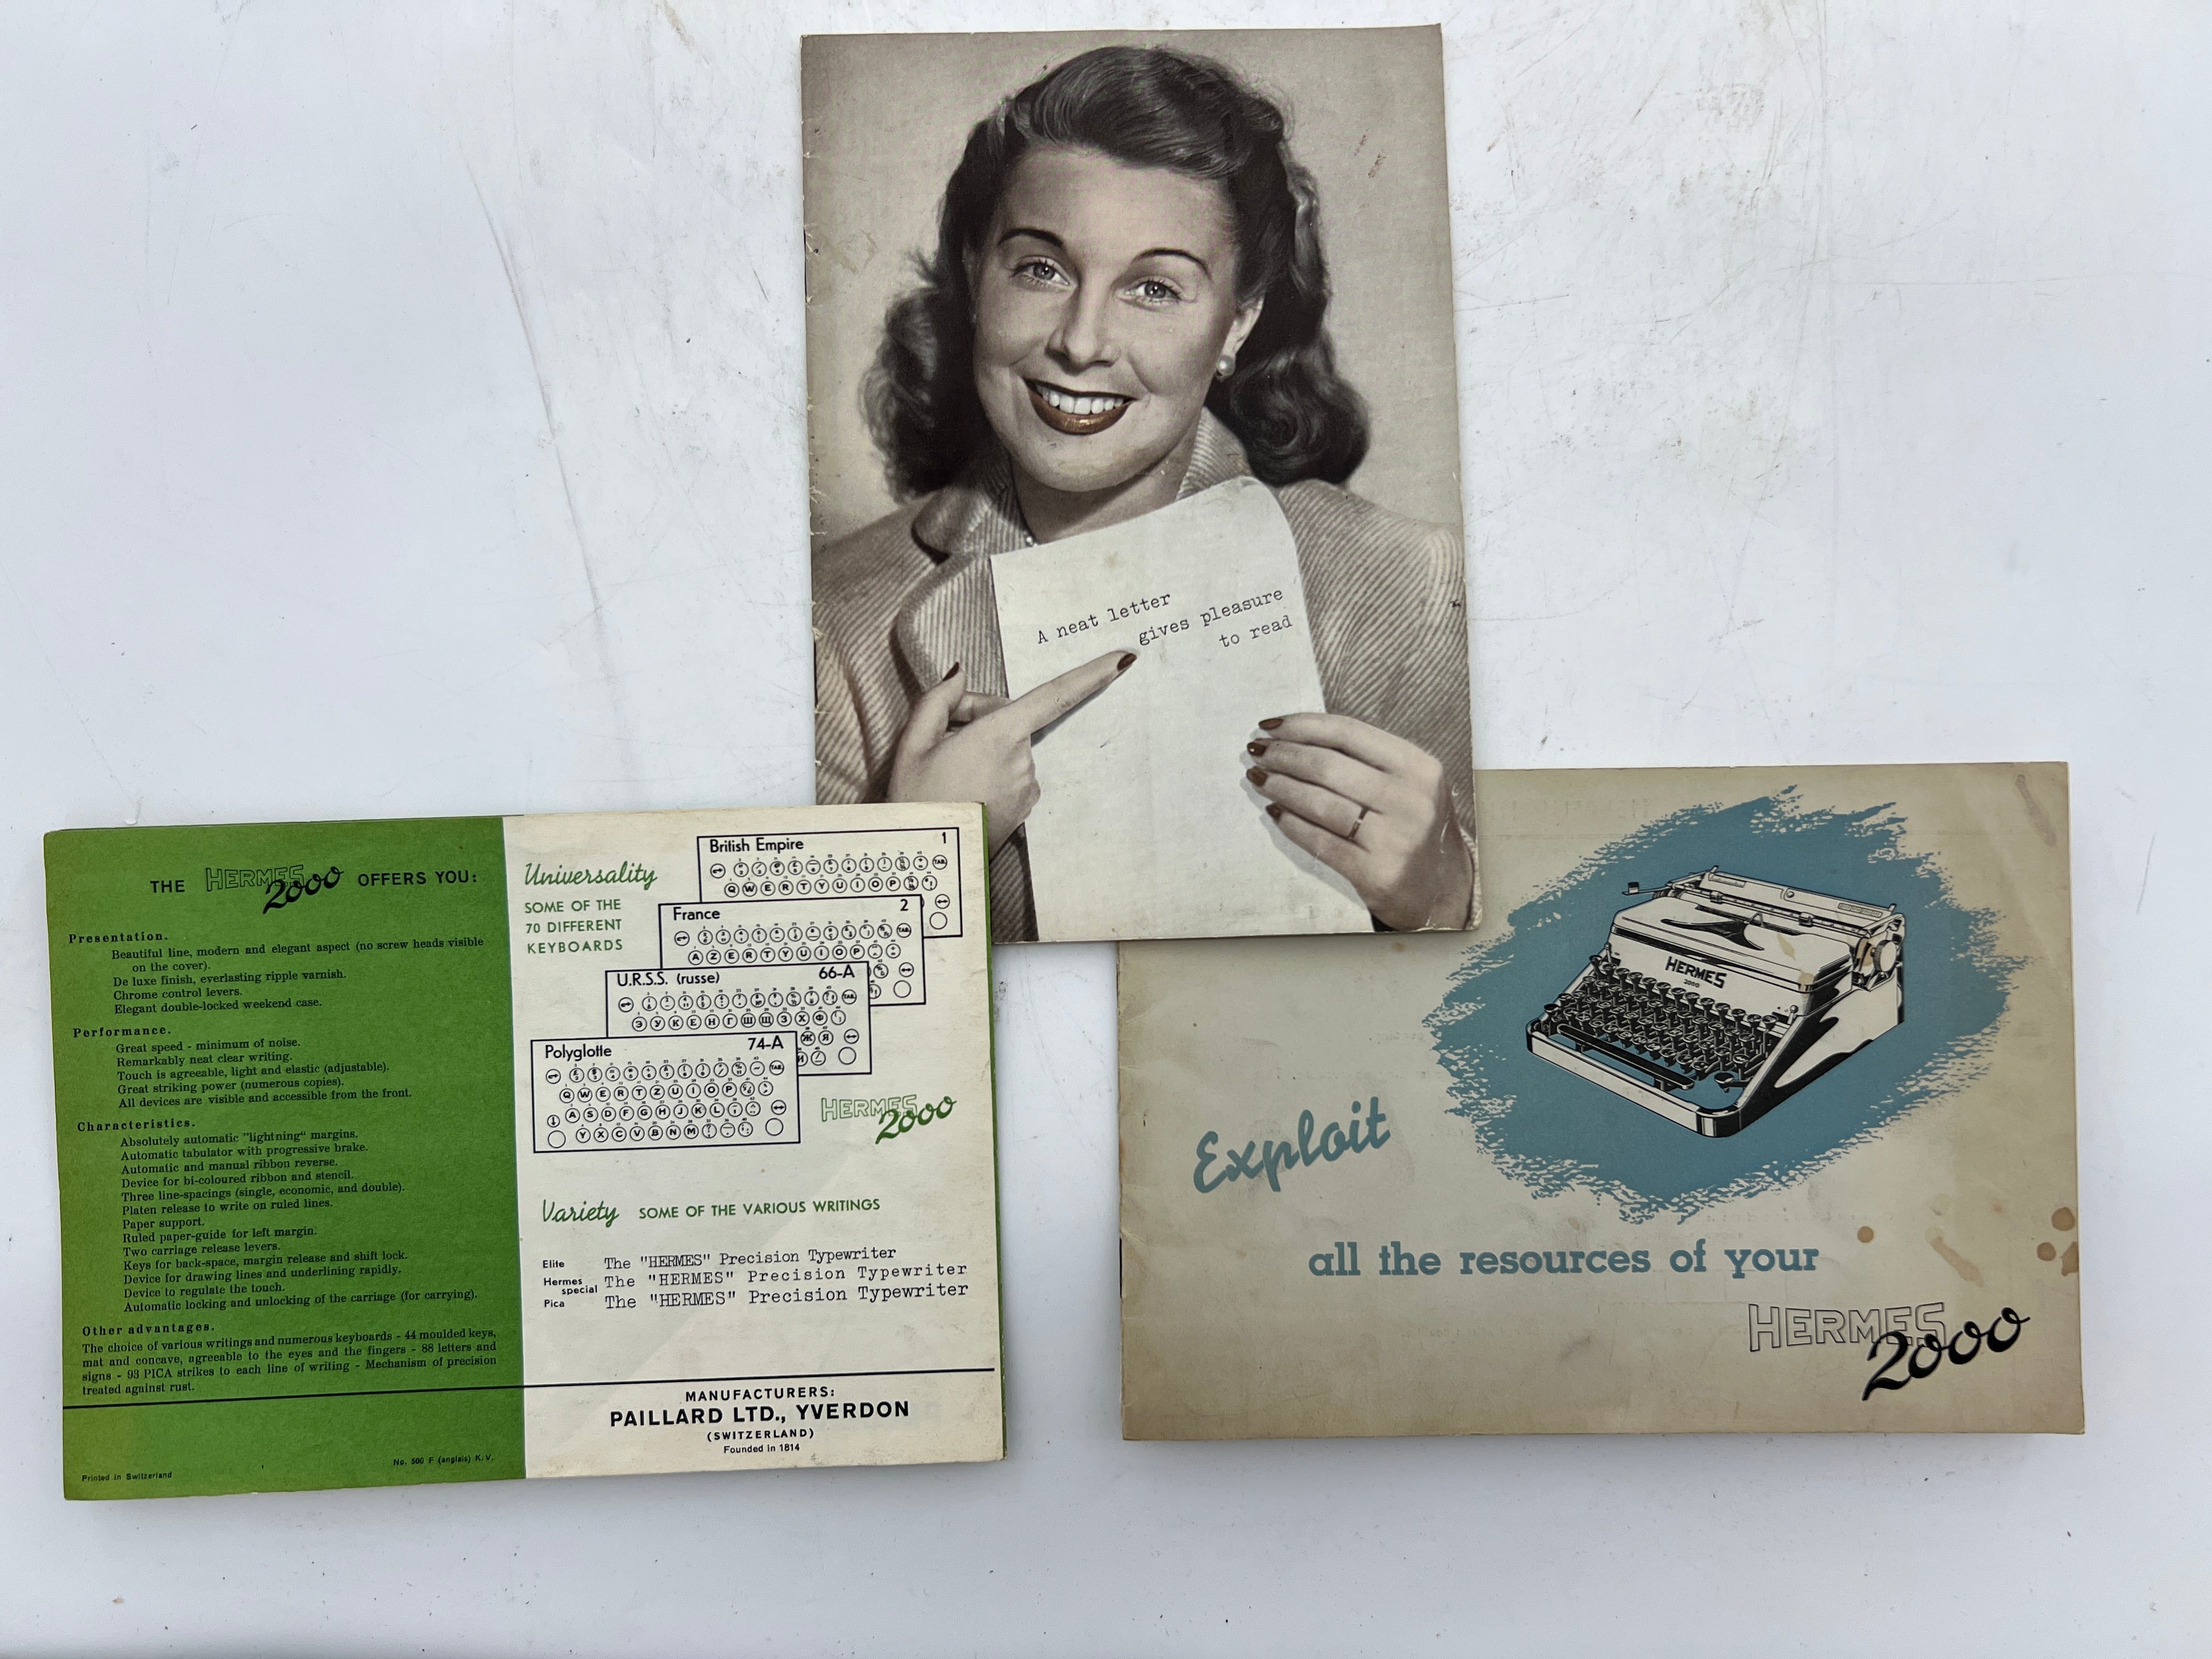 A neat letter
gives pleasure
to read
THE HERMES 2000 OFFERS YOU:
Presentation.
Beautiful line, modern and elegant aspect (no screw heads visible
on the cover).
De luxe finish, everlasting ripple varnish.
Chrome control levers.
Elegant double-locked weekend case.
Performance.
Great speed - minimum of noise.
Remarkably neat clear writing.
Touch is agreeable, light and elastic (adjustable).
Great striking power (numerous copies).
All devices are visible and accessible from the front.
Characteristics.
Absolutely automatic "lightning" margins.
Automatic tabulator with progressive brake.
Automatic and manual ribbon reverse.
Device for bi-coloured ribbon and stencil.
Three line-spacings (single, economic, and double).
Platen release to write on ruled lines.
Paper support.
Ruled paper-guide for left margin.
Two carriage release levers.
Keys for back-space, margin release and shift lock.
Device for drawing lines and underlining rapidly.
Device to regulate the touch.
Automatic locking and unlocking of the carriage (for carrying).
Other advantages.
The choice of various writings and numerous keyboards - 44 moulded keys,
mat and concave, agreeable to the eyes and the fingers - 88 letters and
signs - 93 PICA strikes to each line of writing - Mechanism of precision
treated against rust.
Printed in Switzerland
No. 500 F (anglais) K. V.
Universality
SOME OF THE
70 DIFFERENT
KEYBOARDS
British Empire 1
TAB.
Q W E R T Y U I O P
France 2
TAB.
A Z E R T Y U I O P
U.R.S.S. (russe) 66-A
TAB.
Э У К Е Н Г Ш Щ З Х Ф
Ж Я
Polyglotte 74-A
TAB.
Q W E R T Z U I O P
A S D F G H J K L
Y X C V B N M
HERMES 2000
Variety SOME OF THE VARIOUS WRITINGS
Elite The "HERMES" Precision Typewriter
Hermes special The "HERMES" Precision Typewriter
Pica The "HERMES" Precision Typewriter
MANUFACTURERS:
PAILLARD LTD., YVERDON
(SWITZERLAND)
Founded in 1814
HERMES
2000
Exploit
all the resources of your
HERMES
2000